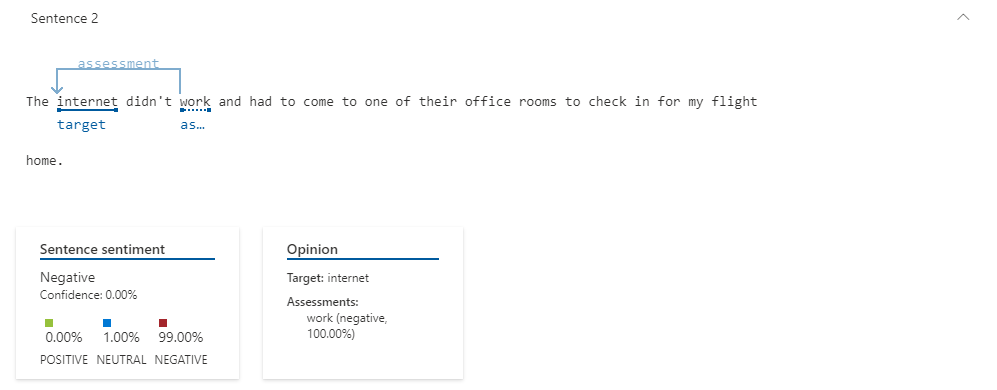 Sentence 2
assessment
The internet didn't work and had to come to one of their office rooms to check in for my flight
target as…
home.
Sentence sentiment
Negative
Confidence: 0.00%
0.00% 1.00% 99.00%
POSITIVE NEUTRAL NEGATIVE
Opinion
Target: internet
Assessments:
work (negative,
100.00%)